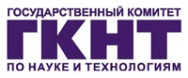 ГОСУДАРСТВЕННЫЙ КОМИТЕТ
ГКНТ
ПО НАУКЕ И ТЕХНОЛОГИЯМ